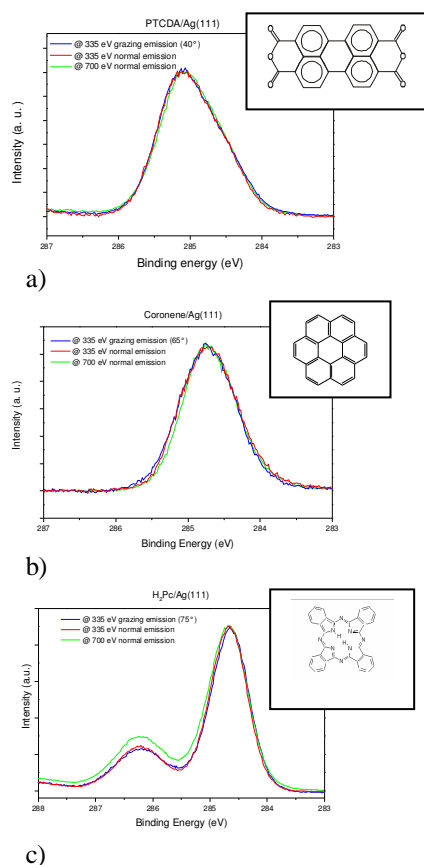 PTCDA/Ag(111)
@ 335 eV grazing emission (40°)
@ 335 eV normal emission
@ 700 eV normal emission
O O
O O
O O
Intensity (a. u. )
287 286 285 284 283
Binding energy (eV)
a)
Coronene/Ag(111)
@ 335 eV grazing emission (65°)
@ 335 eV normal emission
@ 700 eV normal emission
Intensity (a. u. )
287 286 285 284 283
Binding Energy (eV)
b)
H2Pc/Ag(111)
@ 335 eV grazing emission (75°)
@ 335 eV normal emission
@ 700 eV normal emission
Intensity (a.u.)
288 287 286 285 284 283
Binding Energy (eV)
c)